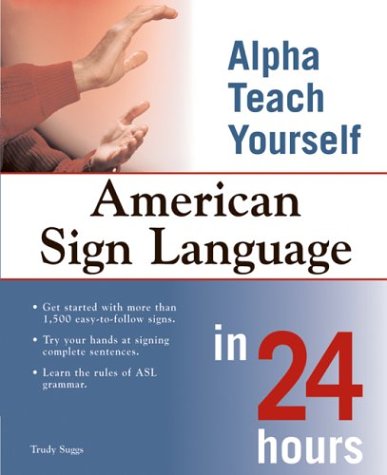 Alpha
Teach
Yourself
American
Sign Language
• Get started with more than
1,500 easy-to-follow signs.
• Try your hands at signing
complete sentences.
• Learn the rules of ASL
grammar.
in
24
hours
Trudy Suggs